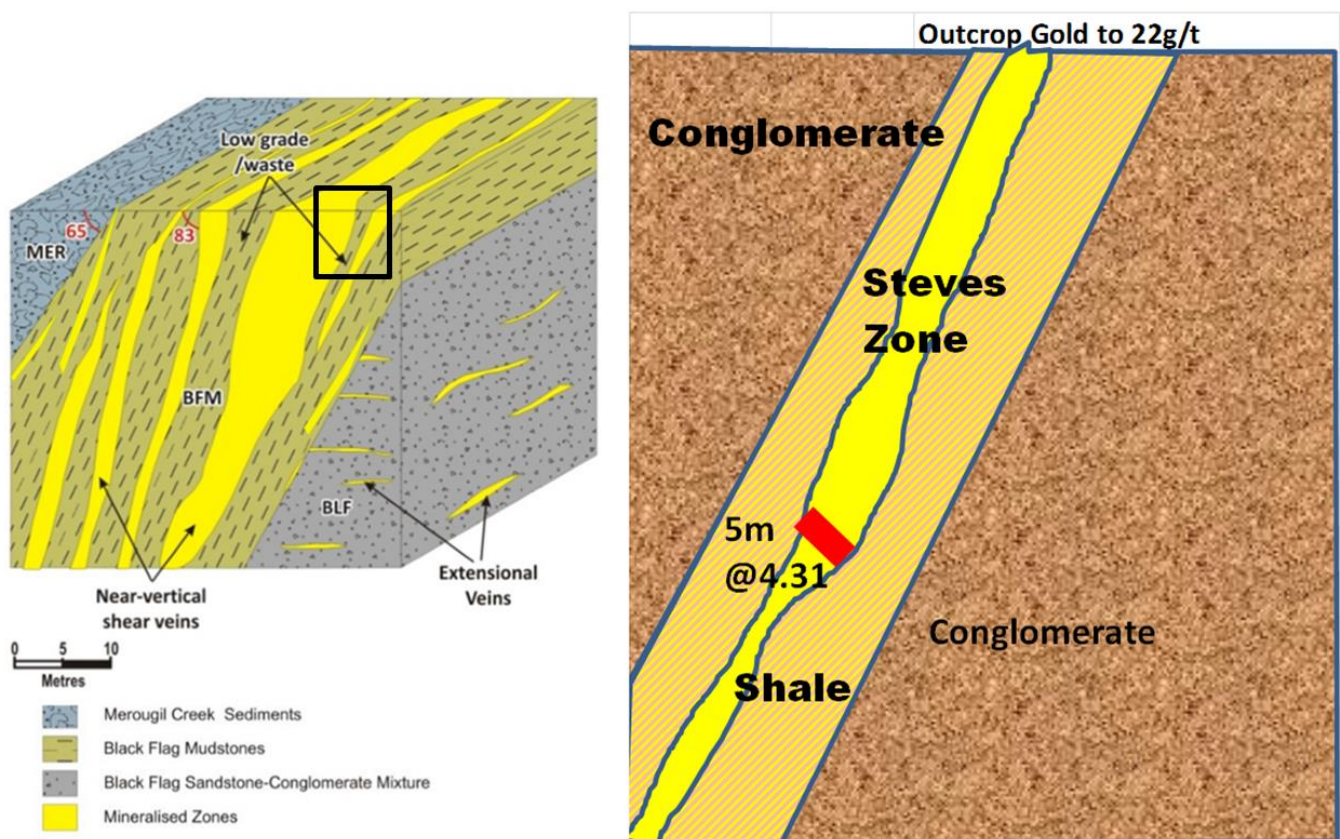 Low grade
/waste
65
83
MER
BFM
BLF
Near-vertical
shear veins
Extensional
Veins
0 5 10
Metres
Merougil Creek Sediments
Black Flag Mudstones
Black Flag Sandstone-Conglomerate Mixture
Mineralised Zones
Outcrop Gold to 22g/t
Conglomerate
Steves
Zone
5m
@4.31
Conglomerate
Shale